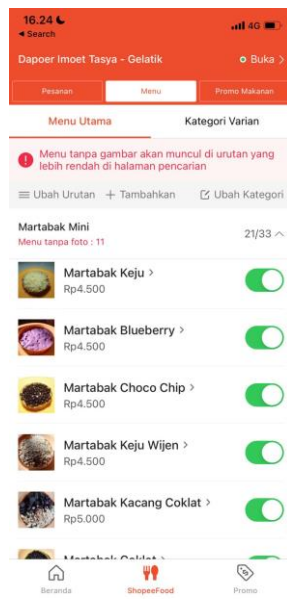 16.24
4G
◄ Search
Dapoer Imoet Tasya - Gelatik
Buka >
Pesanan
Menu
Promo Makanan
Menu Utama
Kategori Varian
Menu tanpa gambar akan muncul di urutan yang
lebih rendah di halaman pencarian
Ubah Urutan
+ Tambahkan
Ubah Kategori
Martabak Mini
21/33
Menu tanpa foto : 11
Martabak Keju >
Rp4.500
Martabak Blueberry >
Rp4.500
Martabak Choco Chip >
Rp4.500
Martabak Keju Wijen >
Rp4.500
Martabak Kacang Coklat >
Rp5.000
Martabak Coklat >
Beranda
ShopeeFood
Promo